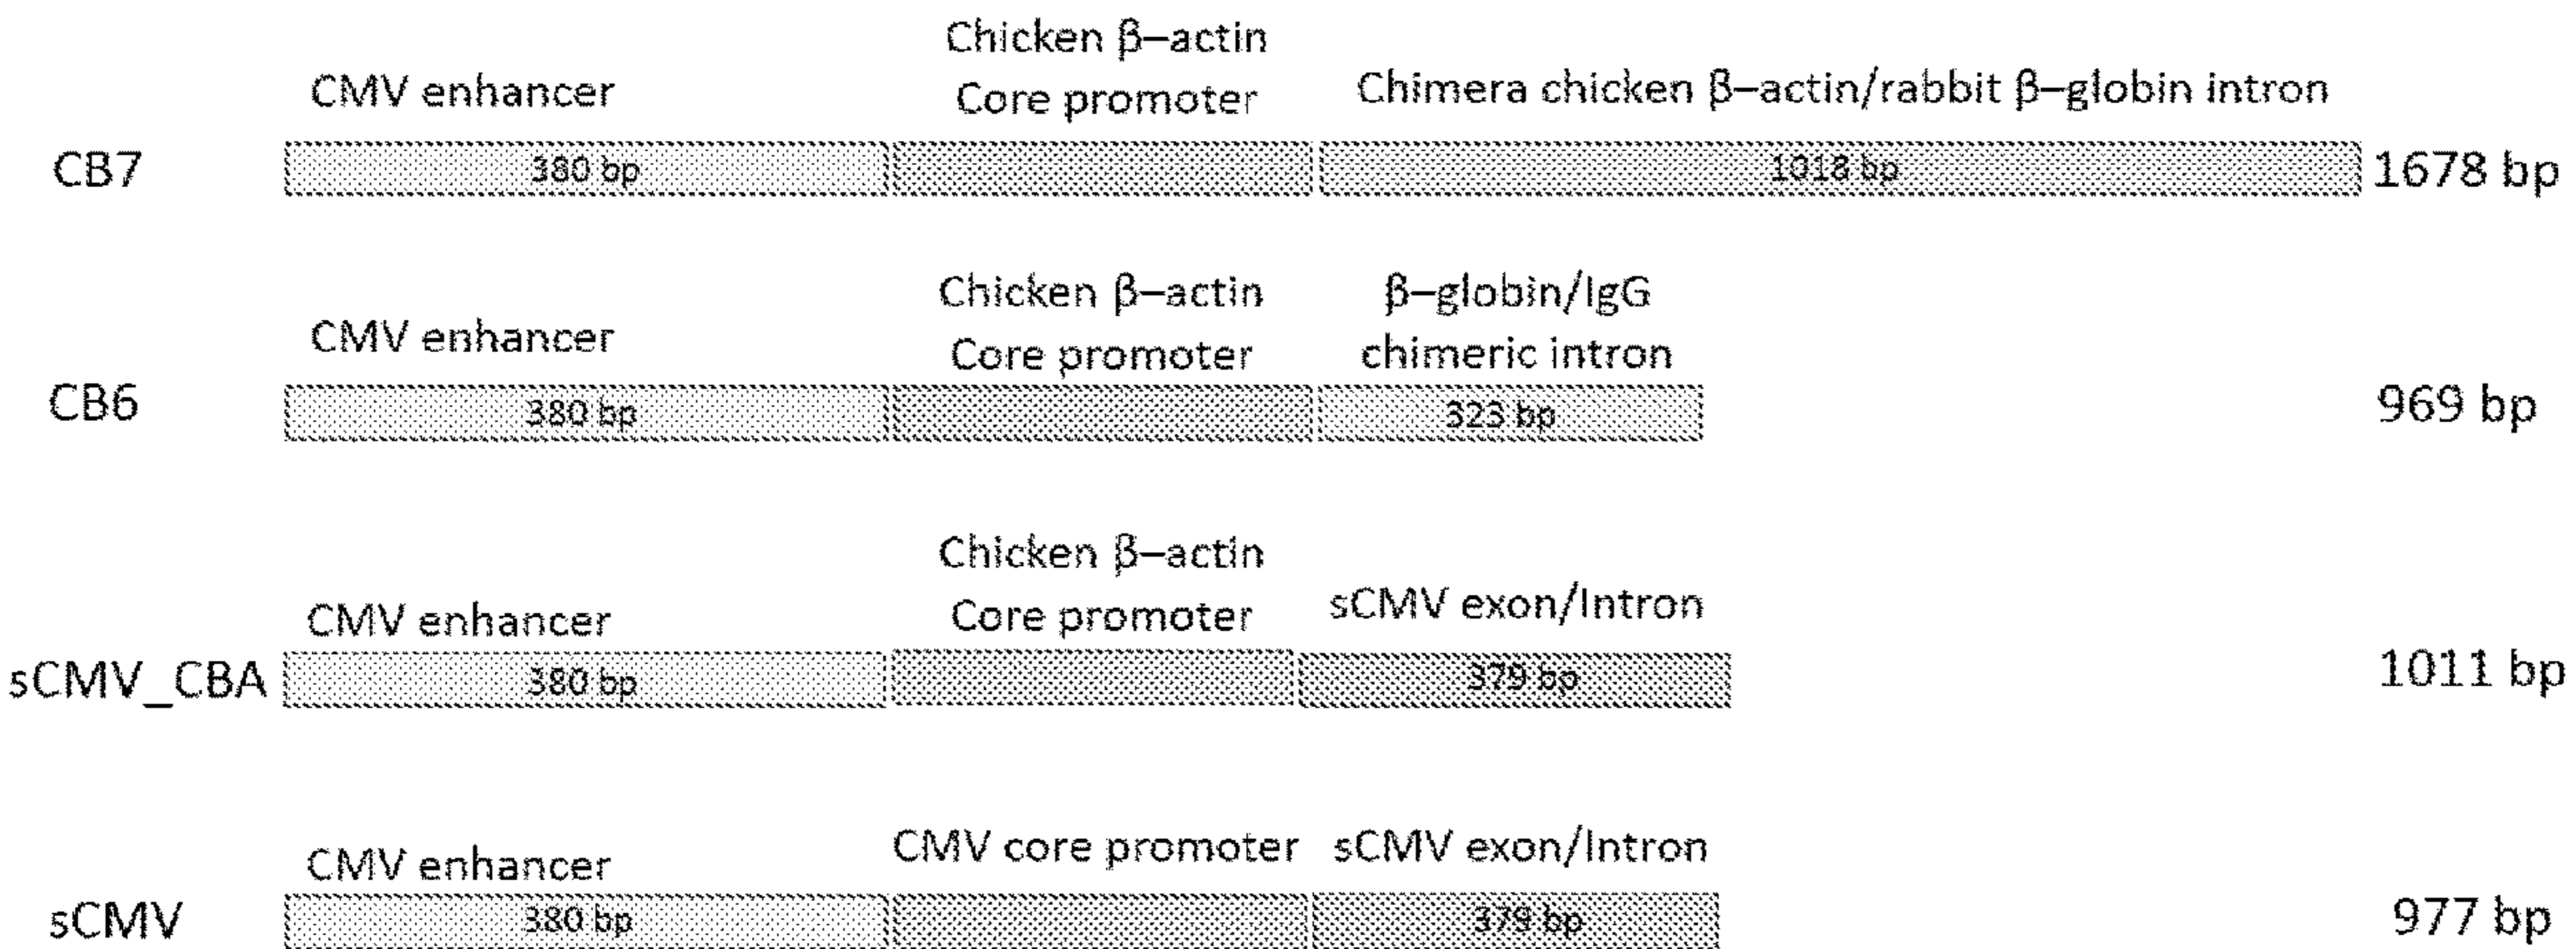 Chicken β–actin
CMV enhancer Core promoter Chimera chicken β–actin/rabbit β–globin intron
CB7 380 bp 1018 bp 1678 bp
Chicken β–actin β–globin/IgG
CMV enhancer Core promoter chimeric intron
CB6 380 bp 323 bp 969 bp
Chicken β–actin
CMV enhancer Core promoter sCMV exon/Intron
sCMV_CBA 380 bp 379 bp 1011 bp
CMV enhancer CMV core promoter sCMV exon/Intron
sCMV 380 bp 379 bp 977 bp